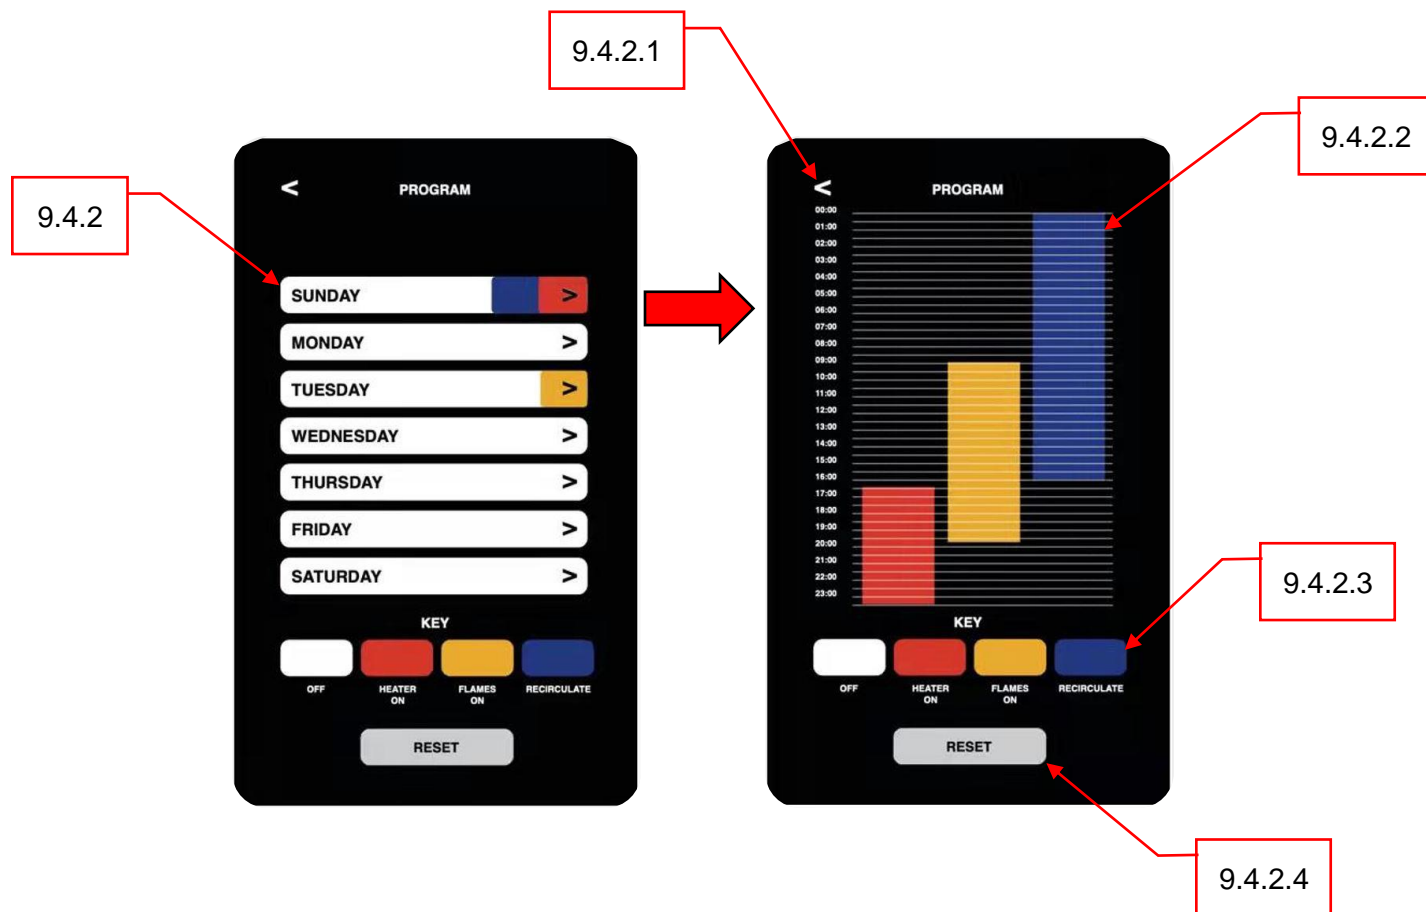 9.4.2.1
9.4.2.2
9.4.2
< PROGRAM
SUNDAY >
MONDAY >
TUESDAY >
WEDNESDAY >
THURSDAY >
FRIDAY >
SATURDAY >
KEY
OFF
HEATER
ON
FLAMES
ON
RECIRCULATE
RESET
< PROGRAM
00:00
01:00
02:00
03:00
04:00
05:00
06:00
07:00
08:00
09:00
10:00
11:00
12:00
13:00
14:00
15:00
16:00
17:00
18:00
19:00
20:00
21:00
22:00
23:00
KEY
OFF
HEATER
ON
FLAMES
ON
RECIRCULATE
RESET
9.4.2.3
9.4.2.4